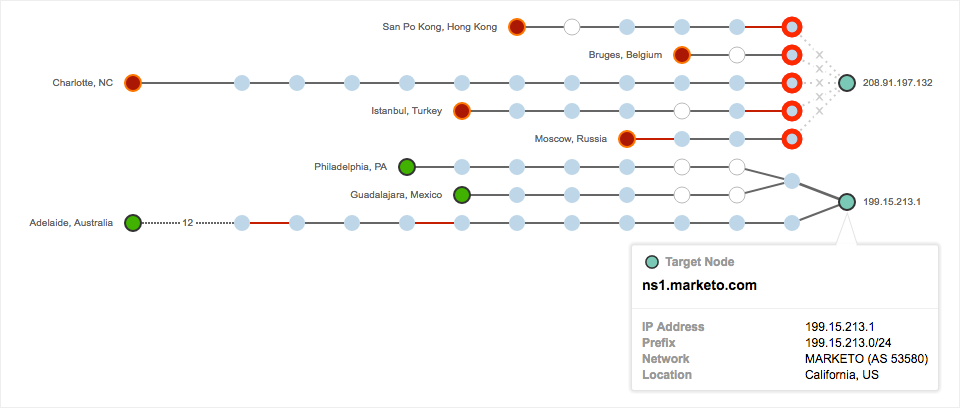 San Po Kong, Hong Kong
Bruges, Belgium
Charlotte, NC
208.91.197.132
Istanbul, Turkey
Moscow, Russia
Philadelphia, PA
Guadalajara, Mexico
199.15.213.1
Adelaide, Australia
12
Target Node
ns1.marketo.com
IP Address 199.15.213.1
Prefix 199.15.213.0/24
Network MARKETO (AS 53580)
Location California, US